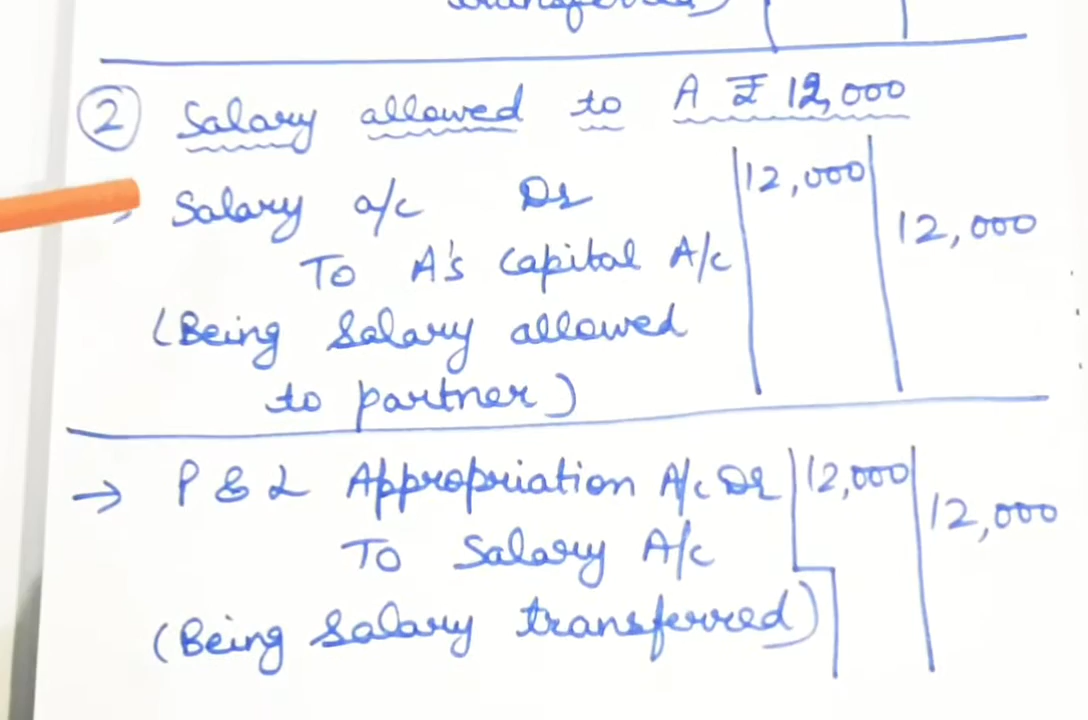 transferred)
② Salary allowed to A ₹ 12,000
Salary a/c Dr 12,000
To A's Capital A/c 12,000
(Being Salary allowed
to partner)
→ P & L Appropriation A/c Dr 12,000
To Salary A/c 12,000
(Being Salary transferred)